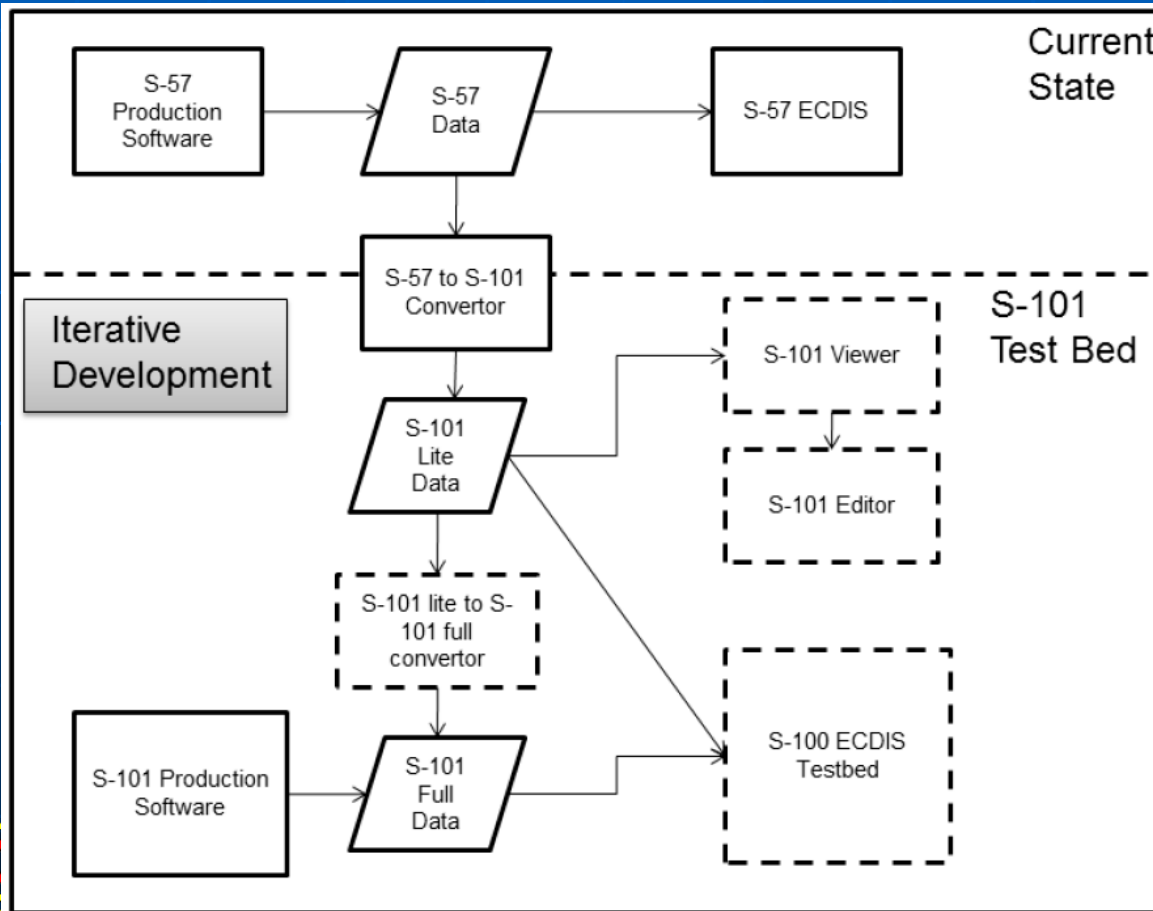 Current
State
S-57
Production
Software
S-57
Data
S-57 ECDIS
S-57 to S-101
Convertor
Iterative
Development
S-101
Test Bed
S-101 Viewer
S-101
Lite
Data
S-101 Editor
S-101 lite to S-
101 full
convertor
S-101 Production
Software
S-101
Full
Data
S-100 ECDIS
Testbed